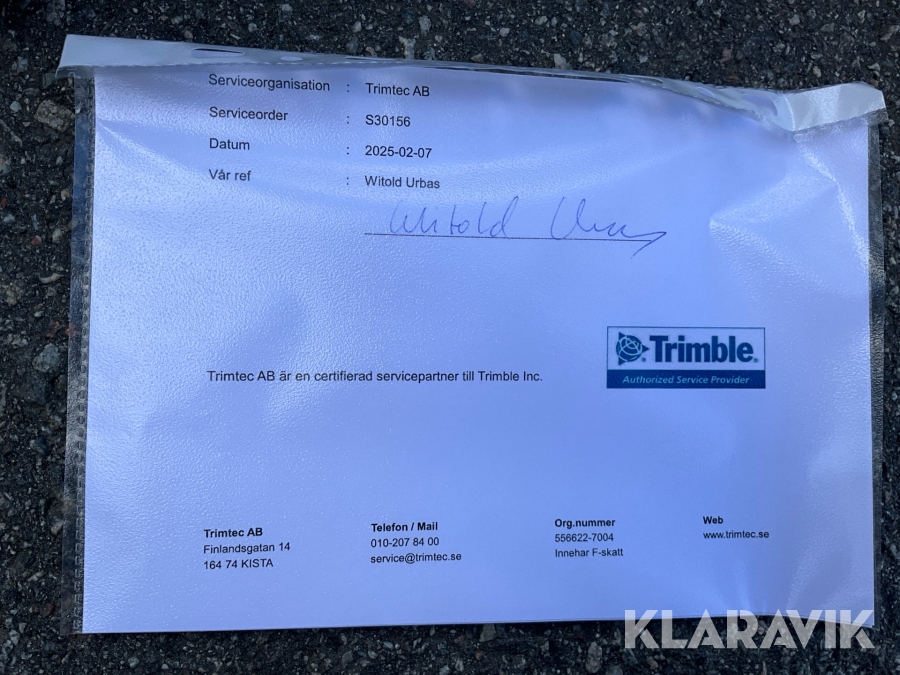 Serviceorganisation : Trimtec AB
Serviceorder : S30156
Datum : 2025-02-07
Vår ref : Witold Urbas
Witold Urbas
Trimble.
Authorized Service Provider
Trimtec AB är en certifierad servicepartner till Trimble Inc.
Trimtec AB
Finlandsgatan 14
164 74 KISTA
Telefon / Mail
010-207 84 00
service@trimtec.se
Org.nummer
556622-7004
Innehar F-skatt
Web
www.trimtec.se
KLARAVIK